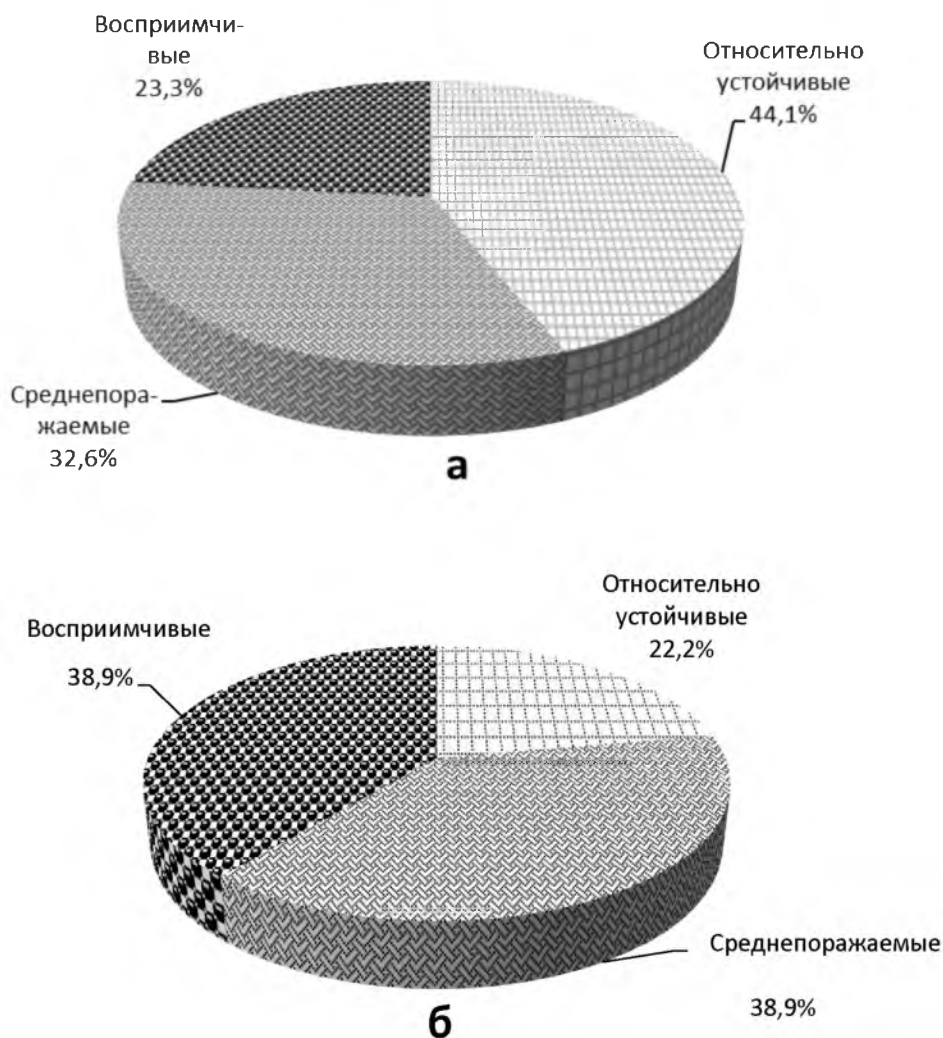 Восприимчи-
вые
23,3%
Относительно
устойчивые
44,1%
Среднепора-
жаемые
32,6%
а
Относительно
устойчивые
22,2%
Восприимчивые
38,9%
Среднепоражаемые
38,9%
б